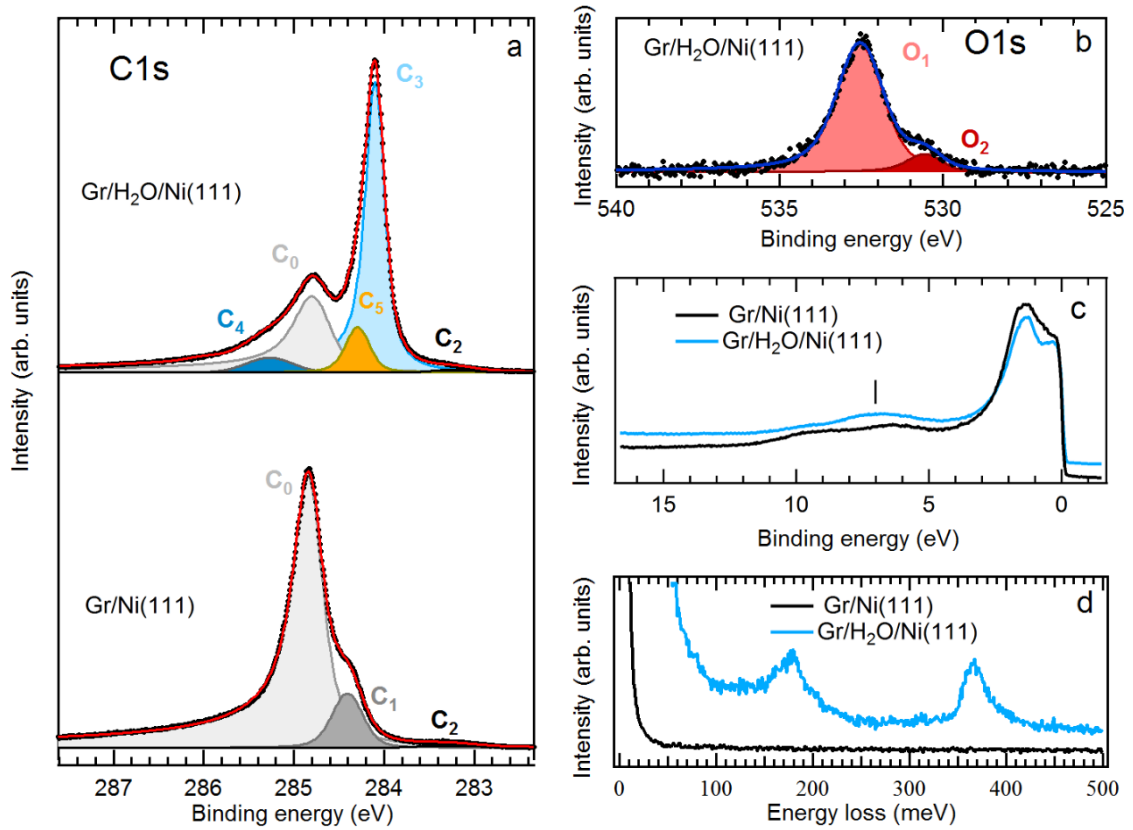 C1s
a
C3
Gr/H2O/Ni(111)
C0
C5
C4
C2
C0
Gr/Ni(111)
C1
C2
Intensity (arb. units)
287 286 285 284 283
Binding energy (eV)
Gr/H2O/Ni(111)
O1s
b
O1
O2
Intensity (arb. units)
540 535 530 525
Binding energy (eV)
c
Gr/Ni(111)
Gr/H2O/Ni(111)
Intensity (arb. units)
15 10 5 0
Binding energy (eV)
d
Gr/Ni(111)
Gr/H2O/Ni(111)
Intensity (arb. units)
0 100 200 300 400 500
Energy loss (meV)